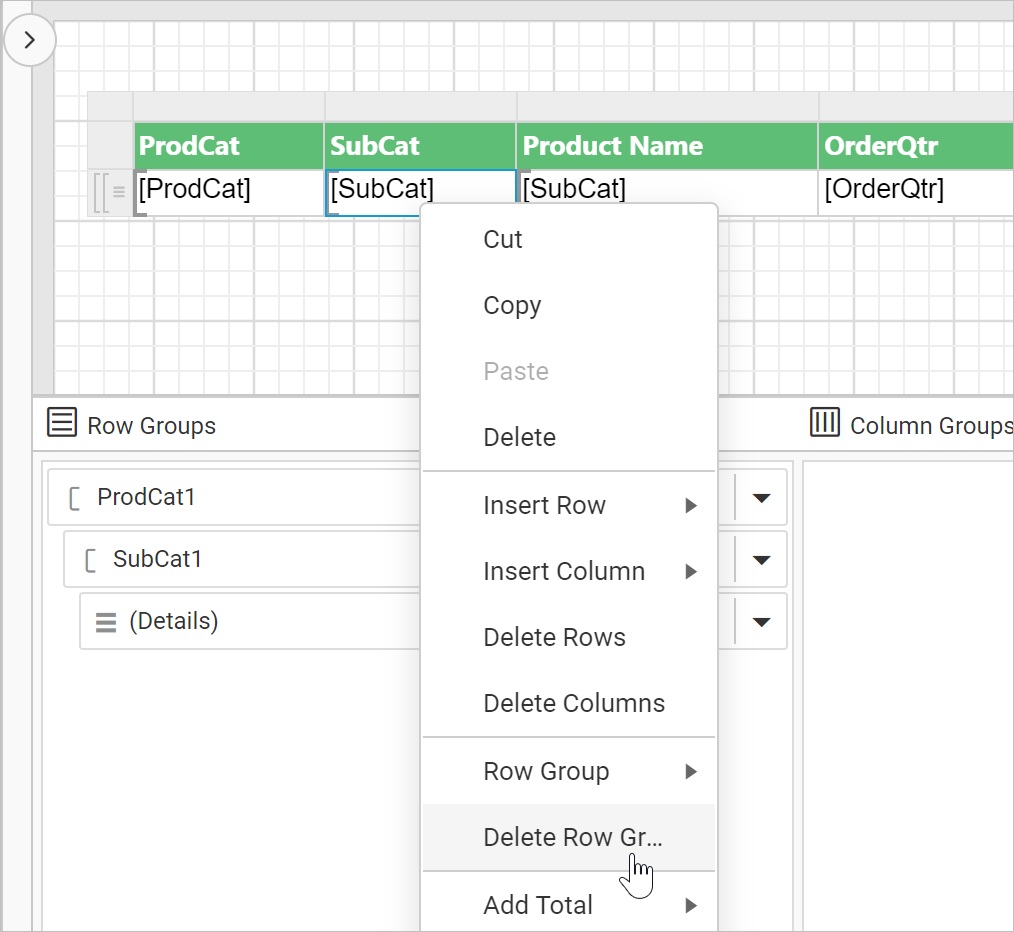 ProdCat SubCat Product Name OrderQtr
[ProdCat] [SubCat] [SubCat] [OrderQtr]
Cut
Copy
Paste
Delete
Insert Row
Insert Column
Delete Rows
Delete Columns
Row Group
Delete Row Gr...
Add Total
Row Groups
ProdCat1
SubCat1
(Details)
Column Groups